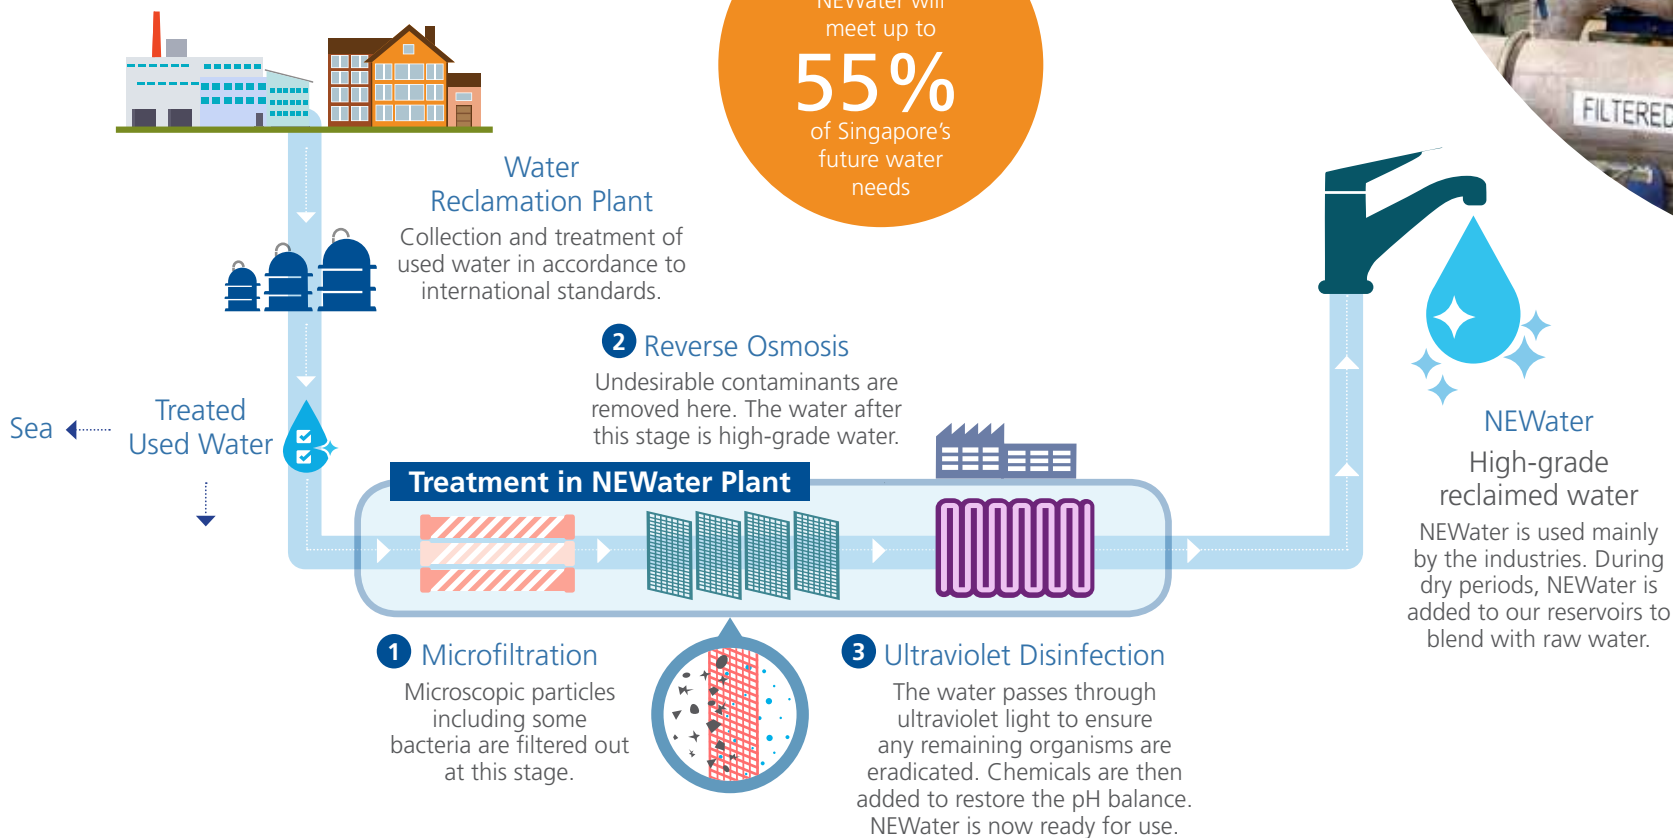 NEWater will
meet up to
55%
of Singapore’s
future water
needs
FILTERED
Water
Reclamation Plant
Collection and treatment of
used water in accordance to
international standards.
2 Reverse Osmosis
Undesirable contaminants are
removed here. The water after
this stage is high-grade water.
Sea
Treated
Used Water
Treatment in NEWater Plant
1 Microfiltration
Microscopic particles
including some
bacteria are filtered out
at this stage.
3 Ultraviolet Disinfection
The water passes through
ultraviolet light to ensure
any remaining organisms are
eradicated. Chemicals are then
added to restore the pH balance.
NEWater is now ready for use.
NEWater
High-grade
reclaimed water
NEWater is used mainly
by the industries. During
dry periods, NEWater is
added to our reservoirs to
blend with raw water.